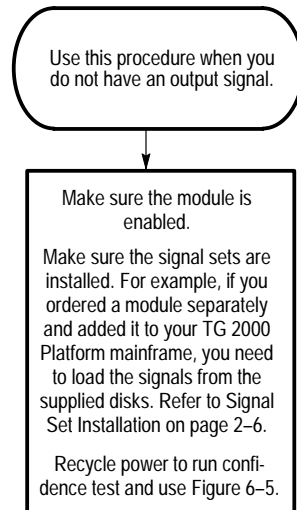 Use this procedure when you
do not have an output signal.
Make sure the module is
enabled.
Make sure the signal sets are
installed. For example, if you
ordered a module separately
and added it to your TG 2000
Platform mainframe, you need
to load the signals from the
supplied disks. Refer to Signal
Set Installation on page 2–6.
Recycle power to run confi-
dence test and use Figure 6–5.